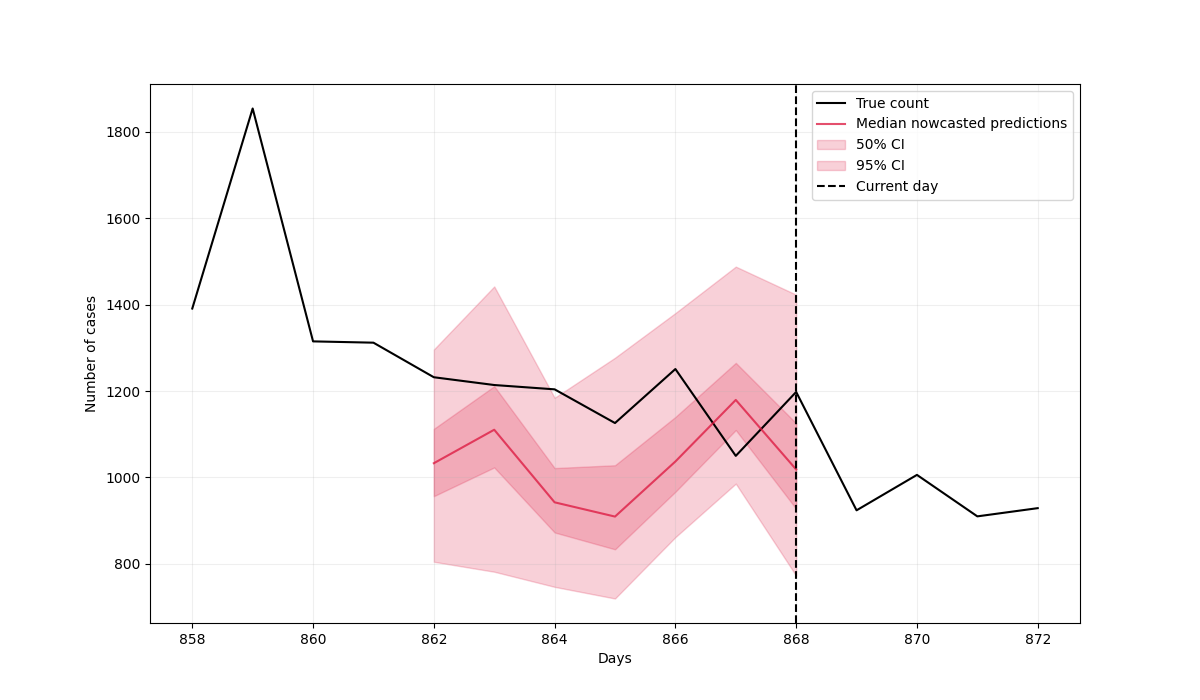 True count
Median nowcasted predictions
50% CI
95% CI
Current day
1800
1600
1400
1200
1000
800
Number of cases
858 860 862 864 866 868 870 872
Days